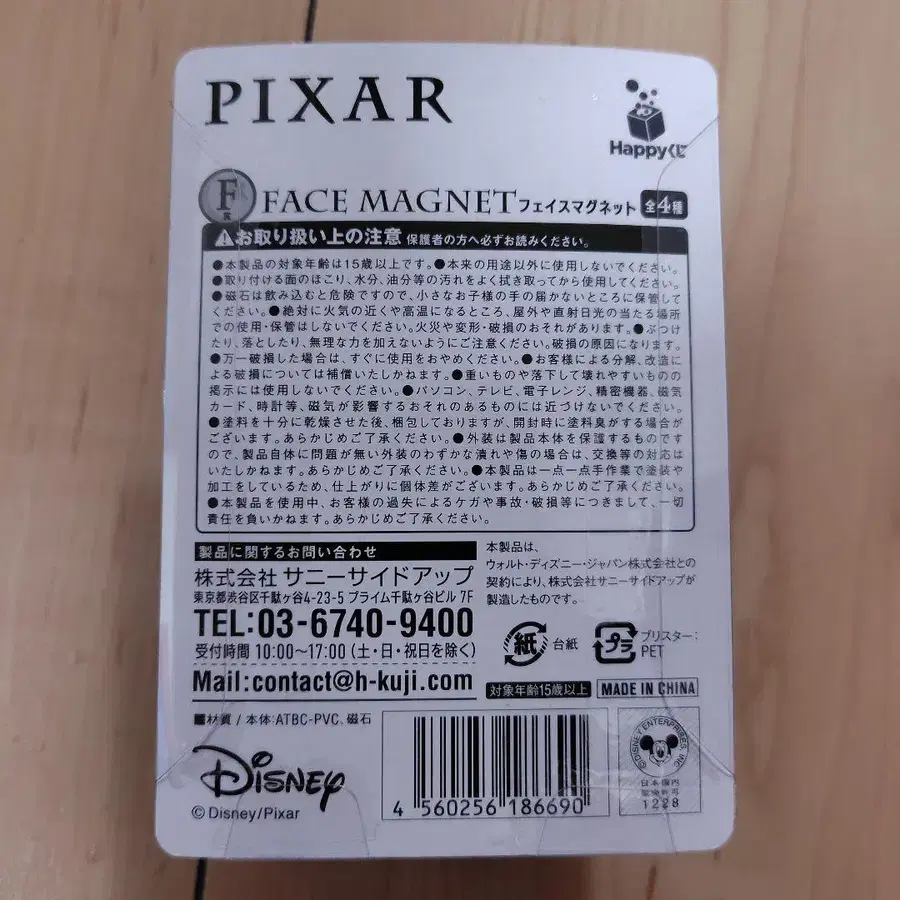 PIXAR
Happyくじ
F賞 FACE MAGNET フェイスマグネット 全4種
お取り扱い上の注意 保護者の方へ必ずお読みください。
●本製品の対象年齢は15歳以上です。●本来の用途以外に使用しないでください。
●取り付ける面のほこり、水分、油分等の汚れをよく拭き取ってから使用してください。
●磁石は飲み込むと危険ですので、小さなお子様の手の届かないところに保管して
ください。●絶対に火気の近くや高温になるところ、屋外や直射日光の当たる場所
での使用・保管はしないでください。火災や変形・破損のおそれがあります。●ぶつけ
たり、落としたり、無理な力を加えないようにご注意ください。破損の原因になります。
●万一破損した場合は、すぐに使用をおやめください。●お客様による分解、改造に
よる破損については補償いたしかねます。●重いものや落下して壊れやすいものの
掲示には使用しないでください。●パソコン、テレビ、電子レンジ、精密機器、磁気
カード、時計等、磁気が影響するおそれのあるものには近づけないでください。
●塗料を十分に乾燥させた後、梱包しておりますが、開封時に塗料臭がする場合が
ございます。あらかじめご了承ください。●外装は製品本体を保護するものです
ので、製品自体に問題が無い外装のわずかな潰れや傷の場合は、交換等の対応は
いたしかねます。あらかじめご了承ください。●本製品は一点一点手作業で塗装や
加工をしているため、仕上がりに個体差がございます。あらかじめご了承ください。
●本製品を使用中、お客様の過失によるケガや事故・破損等につきまして、一切
責任を負いかねます。あらかじめご了承ください。
製品に関するお問い合わせ
株式会社 サニーサイドアップ
東京都渋谷区千駄ヶ谷4-23-5 プライム千駄ヶ谷ビル 7F
TEL:03-6740-9400
受付時間 10:00〜17:00 (土・日・祝日を除く)
Mail:contact@h-kuji.com
本製品は、
ウォルト・ディズニー・ジャパン株式会社との
契約により、株式会社サニーサイドアップが
製造したものです。
紙 台紙
プラ ブリスター:
PET
対象年齢15歳以上
MADE IN CHINA
■材質/本体:ATBC-PVC、磁石
Disney
©Disney/Pixar
4 560256 186690
©DISNEY ENTERPRISES, INC.
日本国内
1228